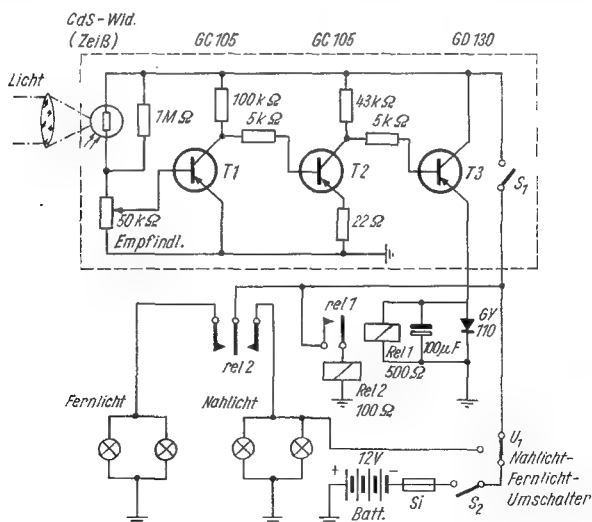 CdS-Wid.
(Zeiß)
GC 105
GC 105
GD 130
Licht
1MΩ
100kΩ
5kΩ
43kΩ
5kΩ
T1
T2
T3
S1
50kΩ
Empfindl.
22Ω
rel 2
rel 1
Rel 2
100Ω
Rel 1
500Ω
100μF
GY
110
Fernlicht
Nahlicht
U1
Nahlicht-
Fernlicht-
Umschalter
12V
+
−
Batt.
Si
S2